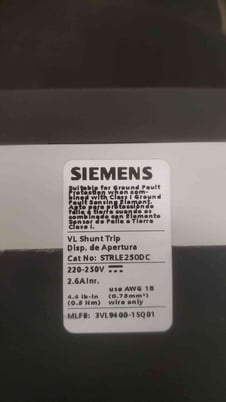 SIEMENS
Suitable for Ground Fault
Protection when com-
bined with Class I Ground
Fault Sensing Element.
Apto para protección de
falla a tierra cuando es
combinado con Elemento
Sensor de Falla a Tierra
Clase I.
VL Shunt Trip
Disp. de Apertura
Cat No: STRLE250DC
220-250V
2.6A Inr.
use AWG 18
4.4 lb-in (0.75mm²)
(0.5 Nm) wire only
MLFB: 3VL9400-1SQ01